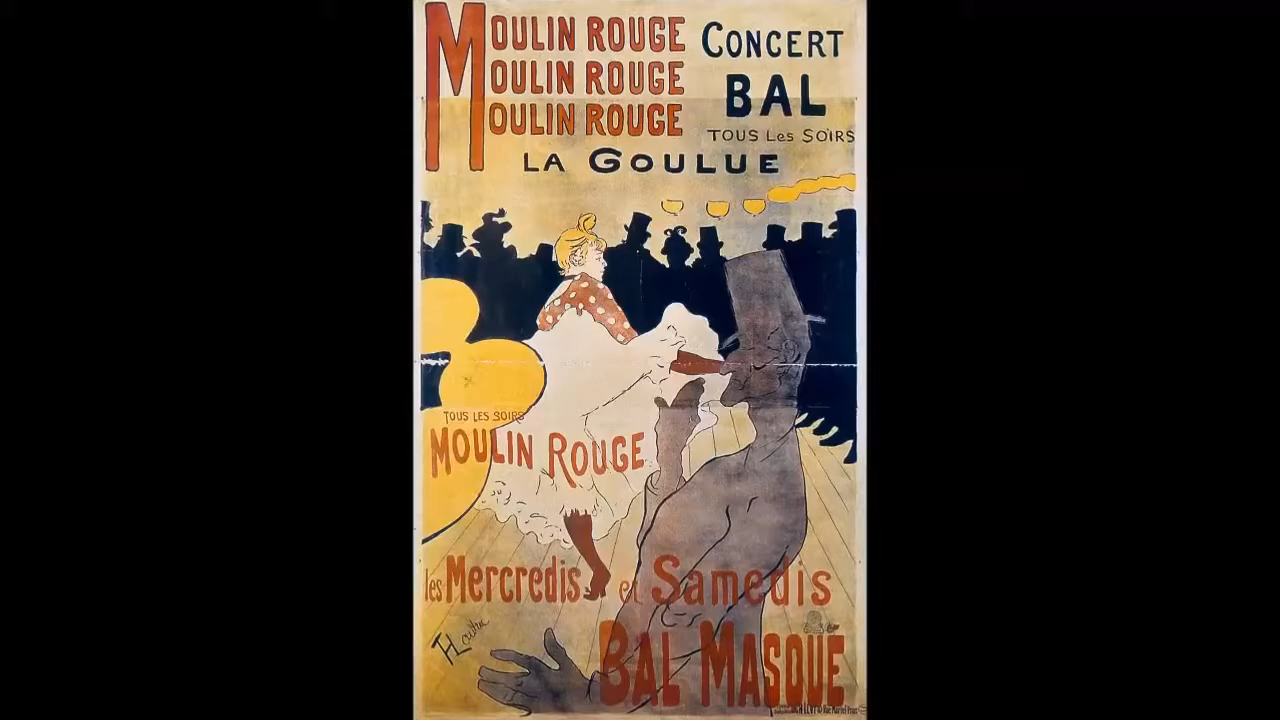 MOULIN ROUGE CONCERT
MOULIN ROUGE BAL
MOULIN ROUGE TOUS LES SOIRS
LA GOULUE
TOUS LES SOIRS
MOULIN ROUGE
les Mercredis et Samedis
BAL MASQUE